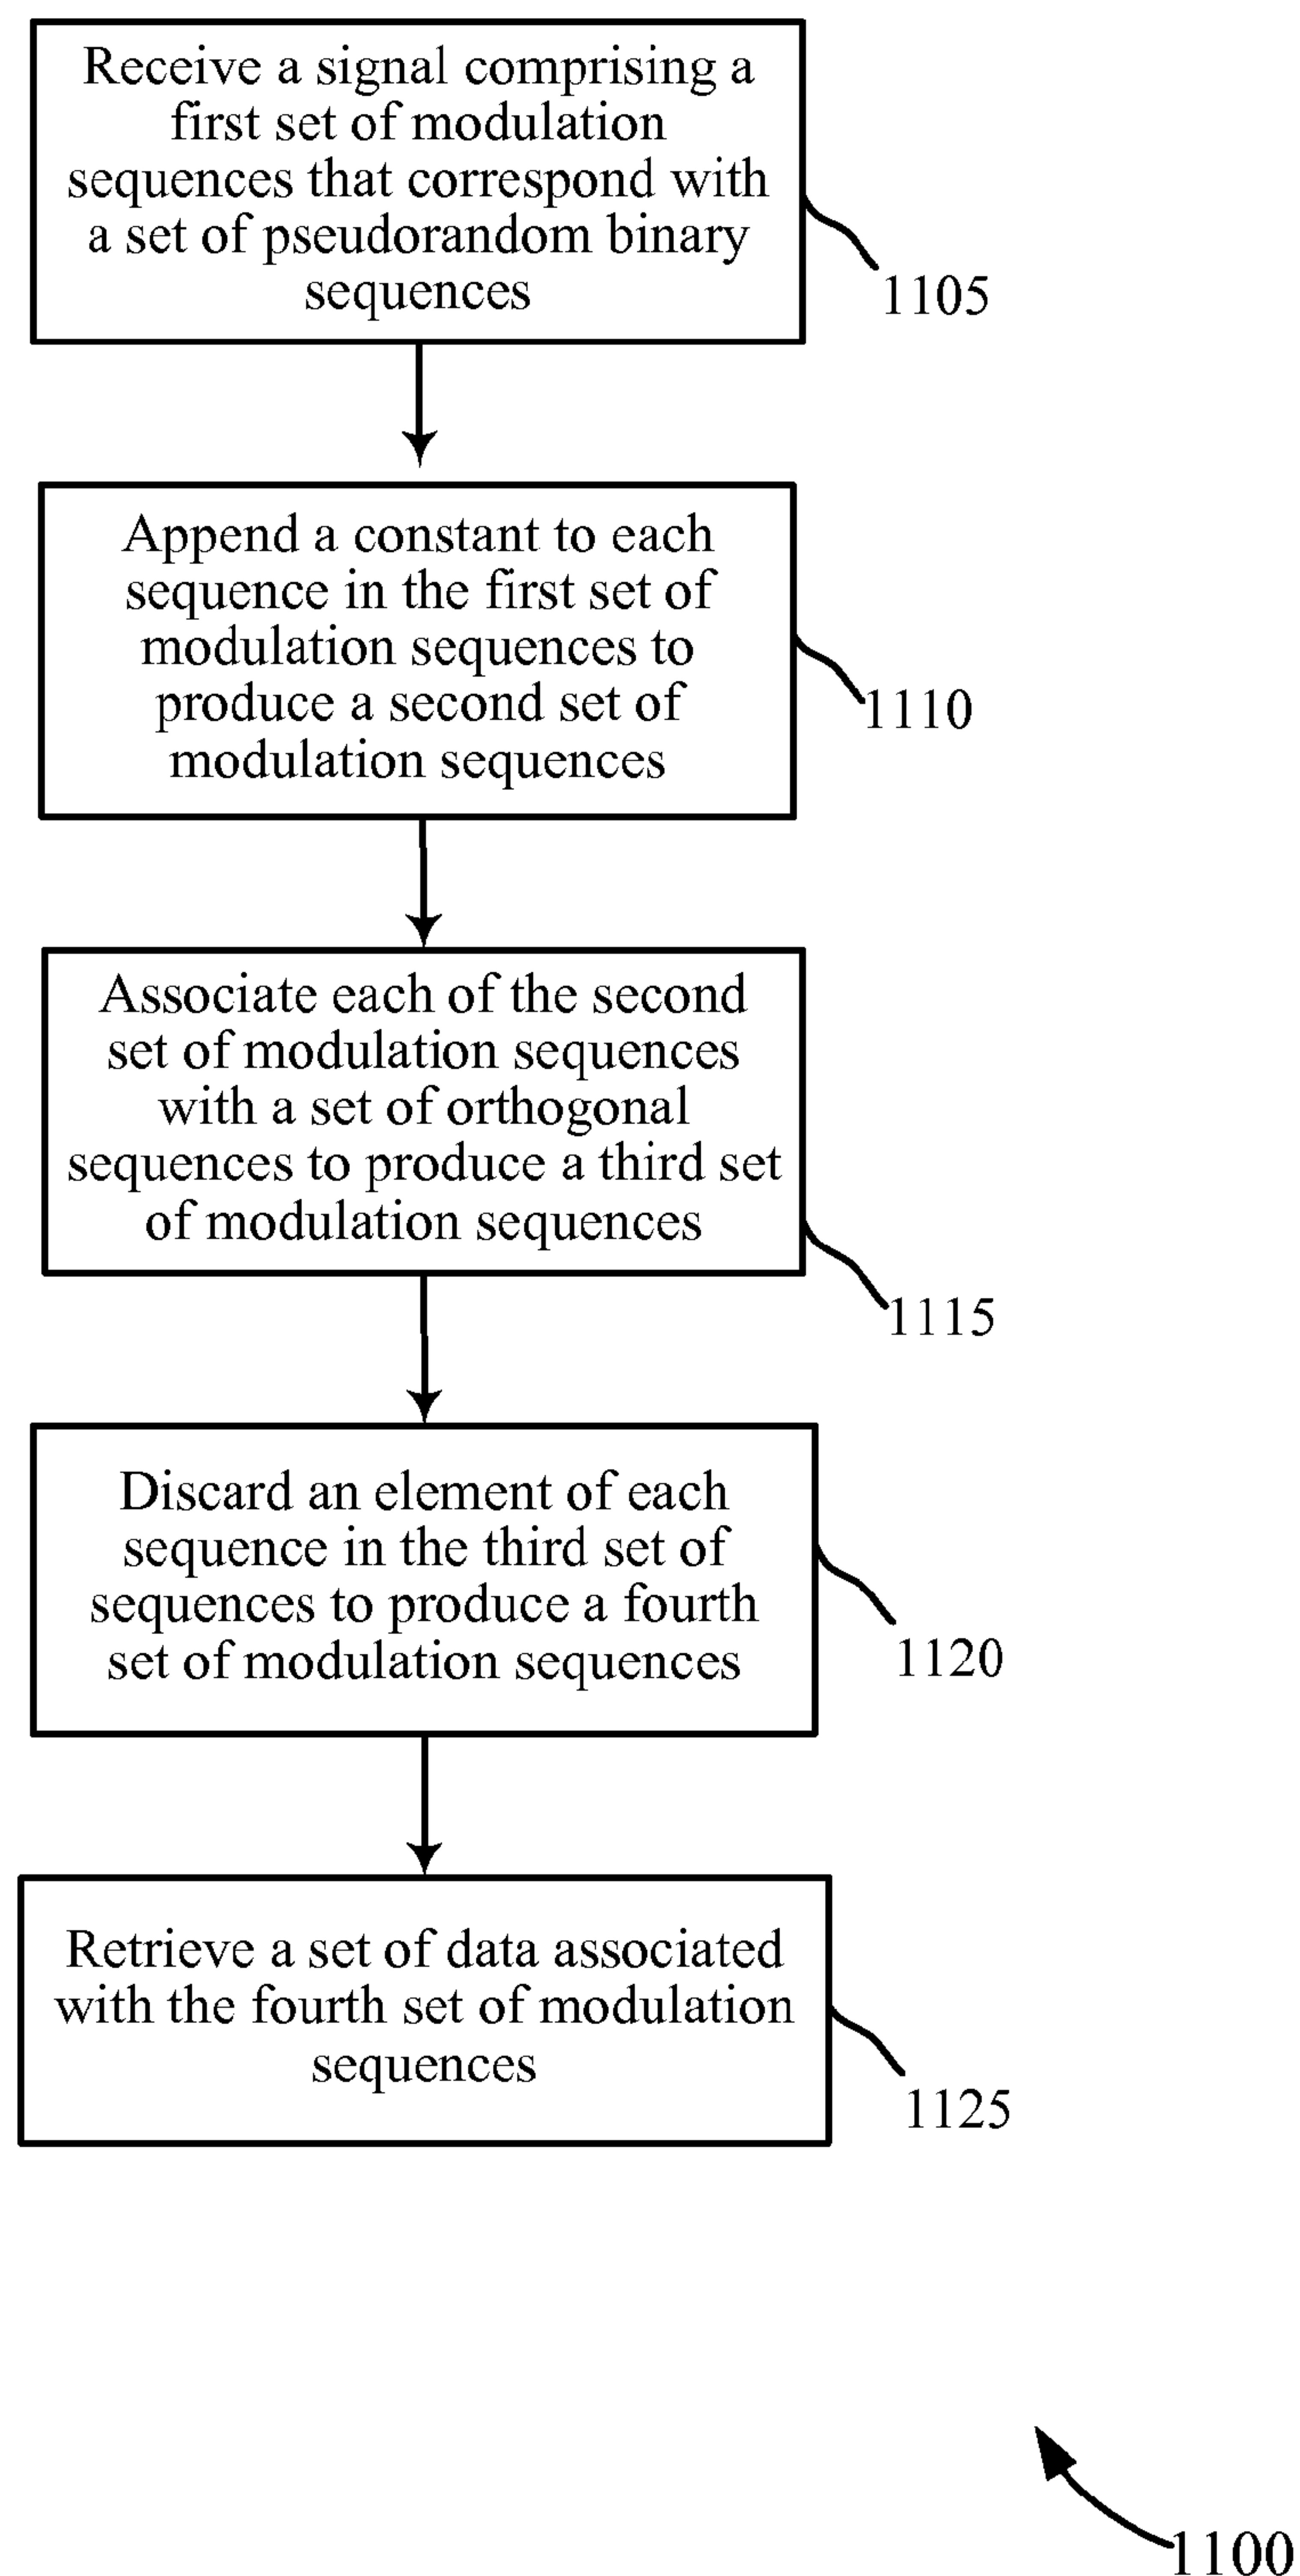 Receive a signal comprising a
first set of modulation
sequences that correspond with
a set of pseudorandom binary
sequences
1105
Append a constant to each
sequence in the first set of
modulation sequences to
produce a second set of
modulation sequences
1110
Associate each of the second
set of modulation sequences
with a set of orthogonal
sequences to produce a third set
of modulation sequences
1115
Discard an element of each
sequence in the third set of
sequences to produce a fourth
set of modulation sequences
1120
Retrieve a set of data associated
with the fourth set of modulation
sequences
1125
1100